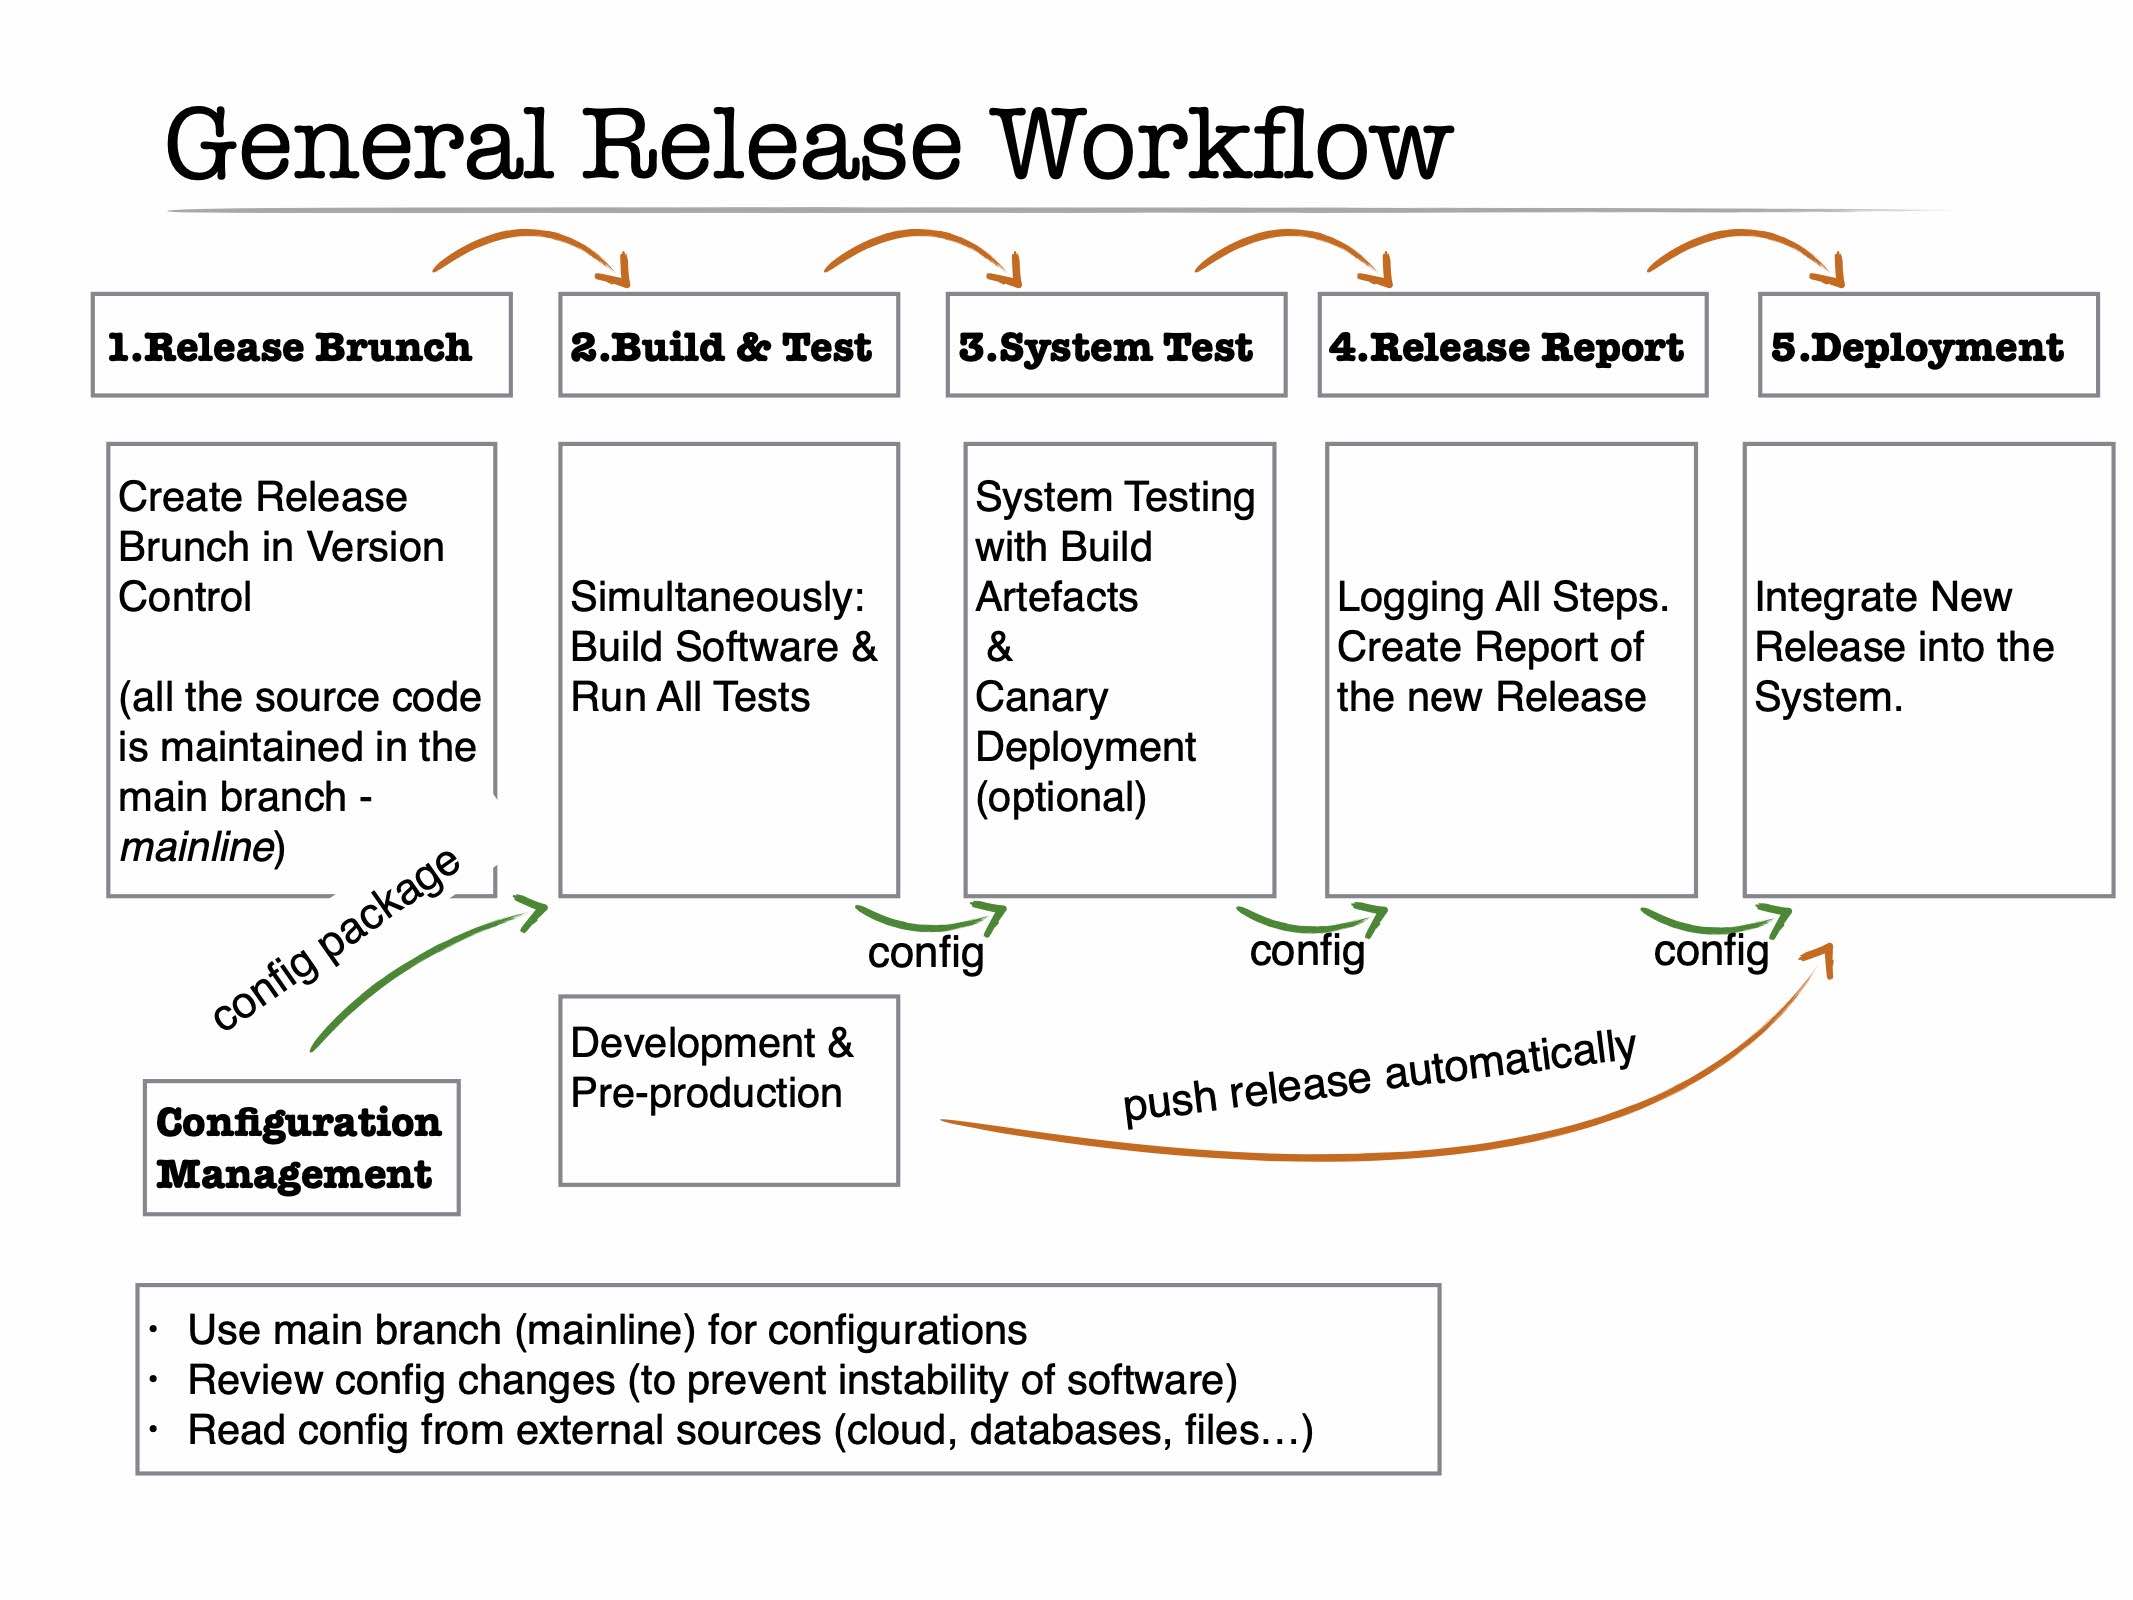 General Release Workflow
1.Release Brunch
2.Build & Test
3.System Test
4.Release Report
5.Deployment
Create Release
Brunch in Version
Control
(all the source code
is maintained in the
main branch -
mainline)
Simultaneously:
Build Software &
Run All Tests
System Testing
with Build
Artefacts
&
Canary
Deployment
(optional)
Logging All Steps.
Create Report of
the new Release
Integrate New
Release into the
System.
config package
config
config
config
Configuration
Management
Development &
Pre-production
push release automatically
• Use main branch (mainline) for configurations
• Review config changes (to prevent instability of software)
• Read config from external sources (cloud, databases, files…)